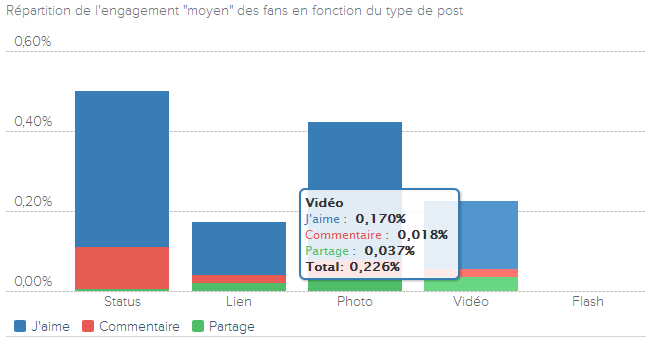 Répartition de l'engagement "moyen" des fans en fonction du type de post
0,60%
0,40%
0,20%
0,00%
Vidéo
J'aime : 0,170%
Commentaire : 0,018%
Partage : 0,037%
Total: 0,226%
Status Lien Photo Vidéo Flash
J'aime Commentaire Partage